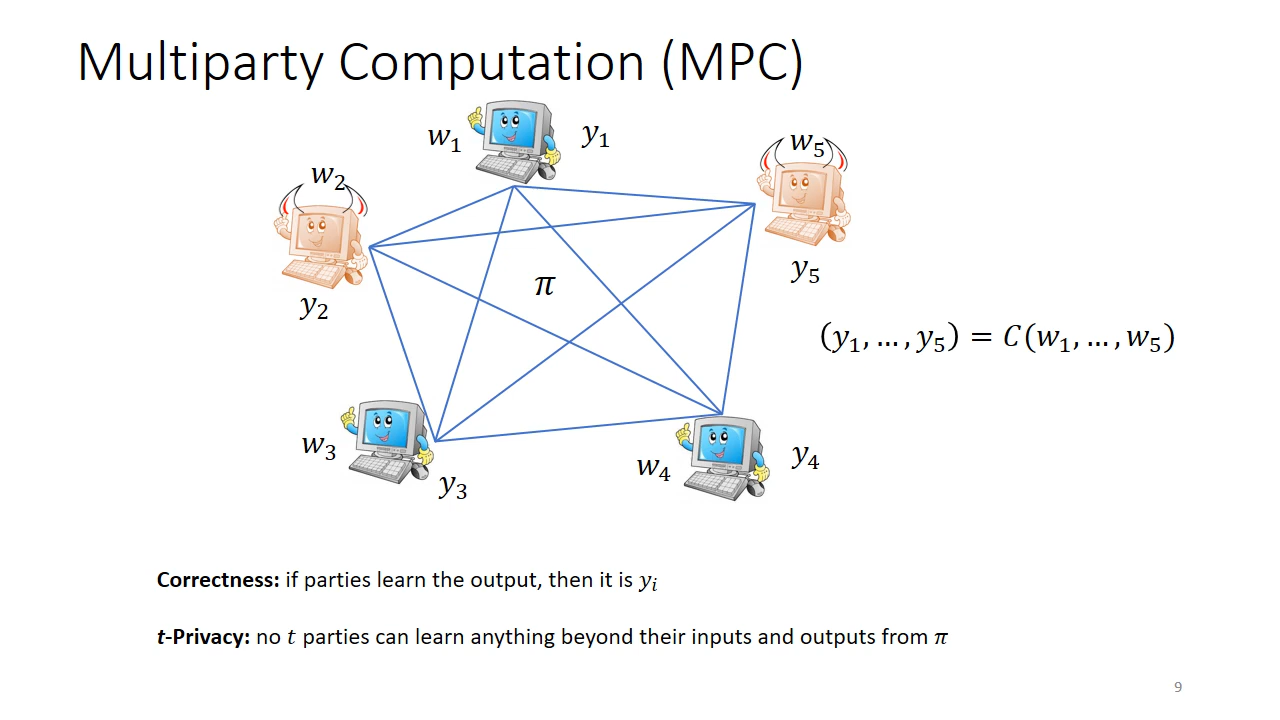 Multiparty Computation (MPC)
w₁
y₁
w₅
w₂
y₅
π
y₂
(y₁, … , y₅) = C(w₁, … , w₅)
w₃
y₃
w₄
y₄
Correctness: if parties learn the output, then it is yᵢ
t-Privacy: no t parties can learn anything beyond their inputs and outputs from π
9